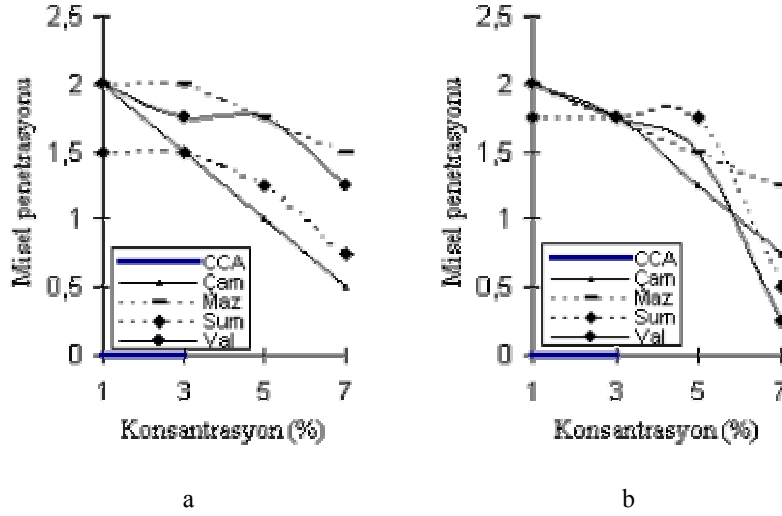 2,5
2
1,5
1
0,5
0
Misel penetrasyonu
CCA
Çam
Maz
Sum
Val
1 3 5 7
Konsantrasyon (%)
a
2,5
2
1,5
1
0,5
0
Misel penetrasyonu
CCA
Çam
Maz
Sum
Val
1 3 5 7
Konsantrasyon (%)
b